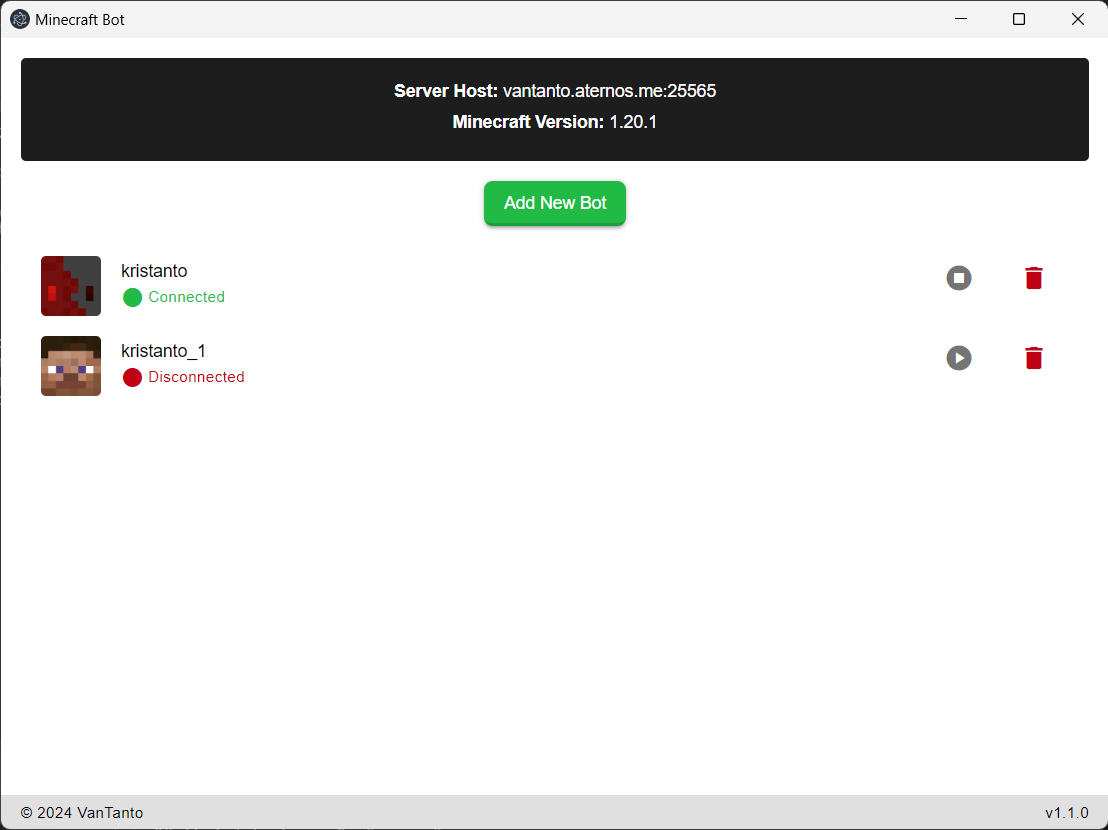 Minecraft Bot
Server Host: vantanto.aternos.me:25565
Minecraft Version: 1.20.1
Add New Bot
kristanto
Connected
kristanto_1
Disconnected
© 2024 VanTanto
v1.1.0